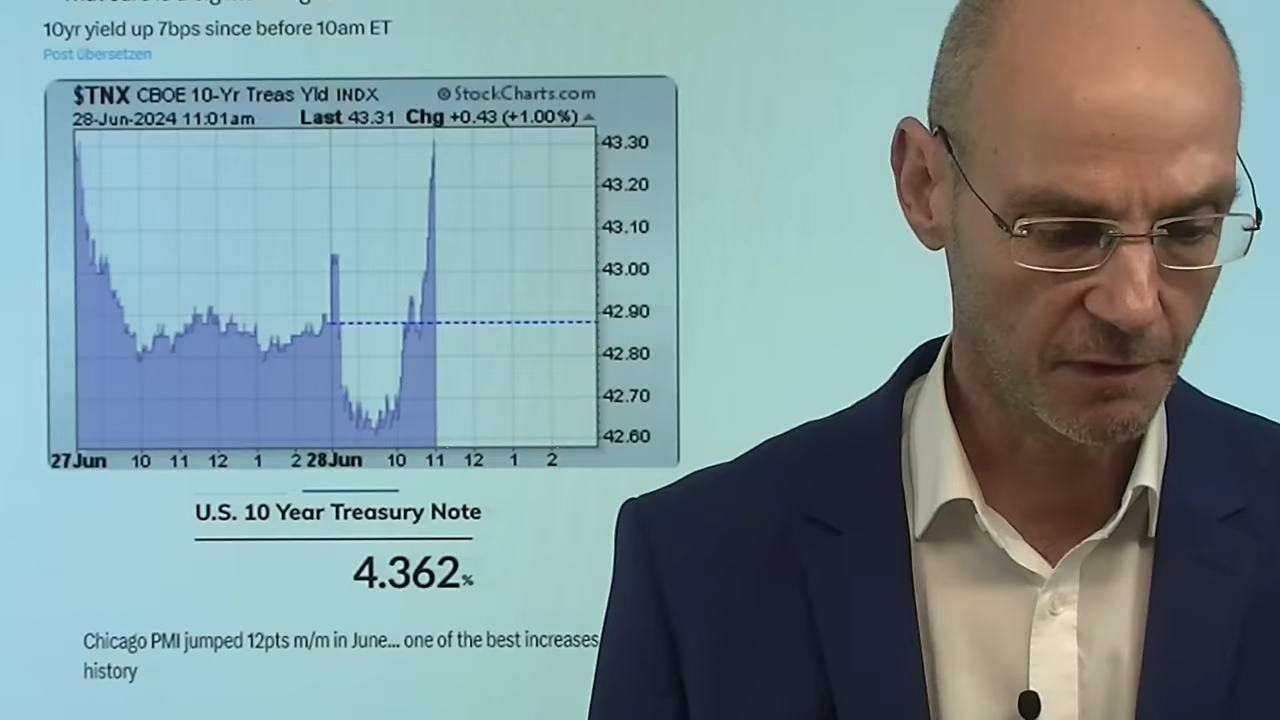 10yr yield up 7bps since before 10am ET
Post übersetzen
$TNX CBOE 10-Yr Treas Yld INDX © StockCharts.com
28-Jun-2024 11:01am Last 43.31 Chg +0.43 (+1.00%)
43.30
43.20
43.10
43.00
42.90
42.80
42.70
42.60
27Jun 10 11 12 1 2 28Jun 10 11 12 1 2
U.S. 10 Year Treasury Note
4.362%
Chicago PMI jumped 12pts m/m in June... one of the best increases
history